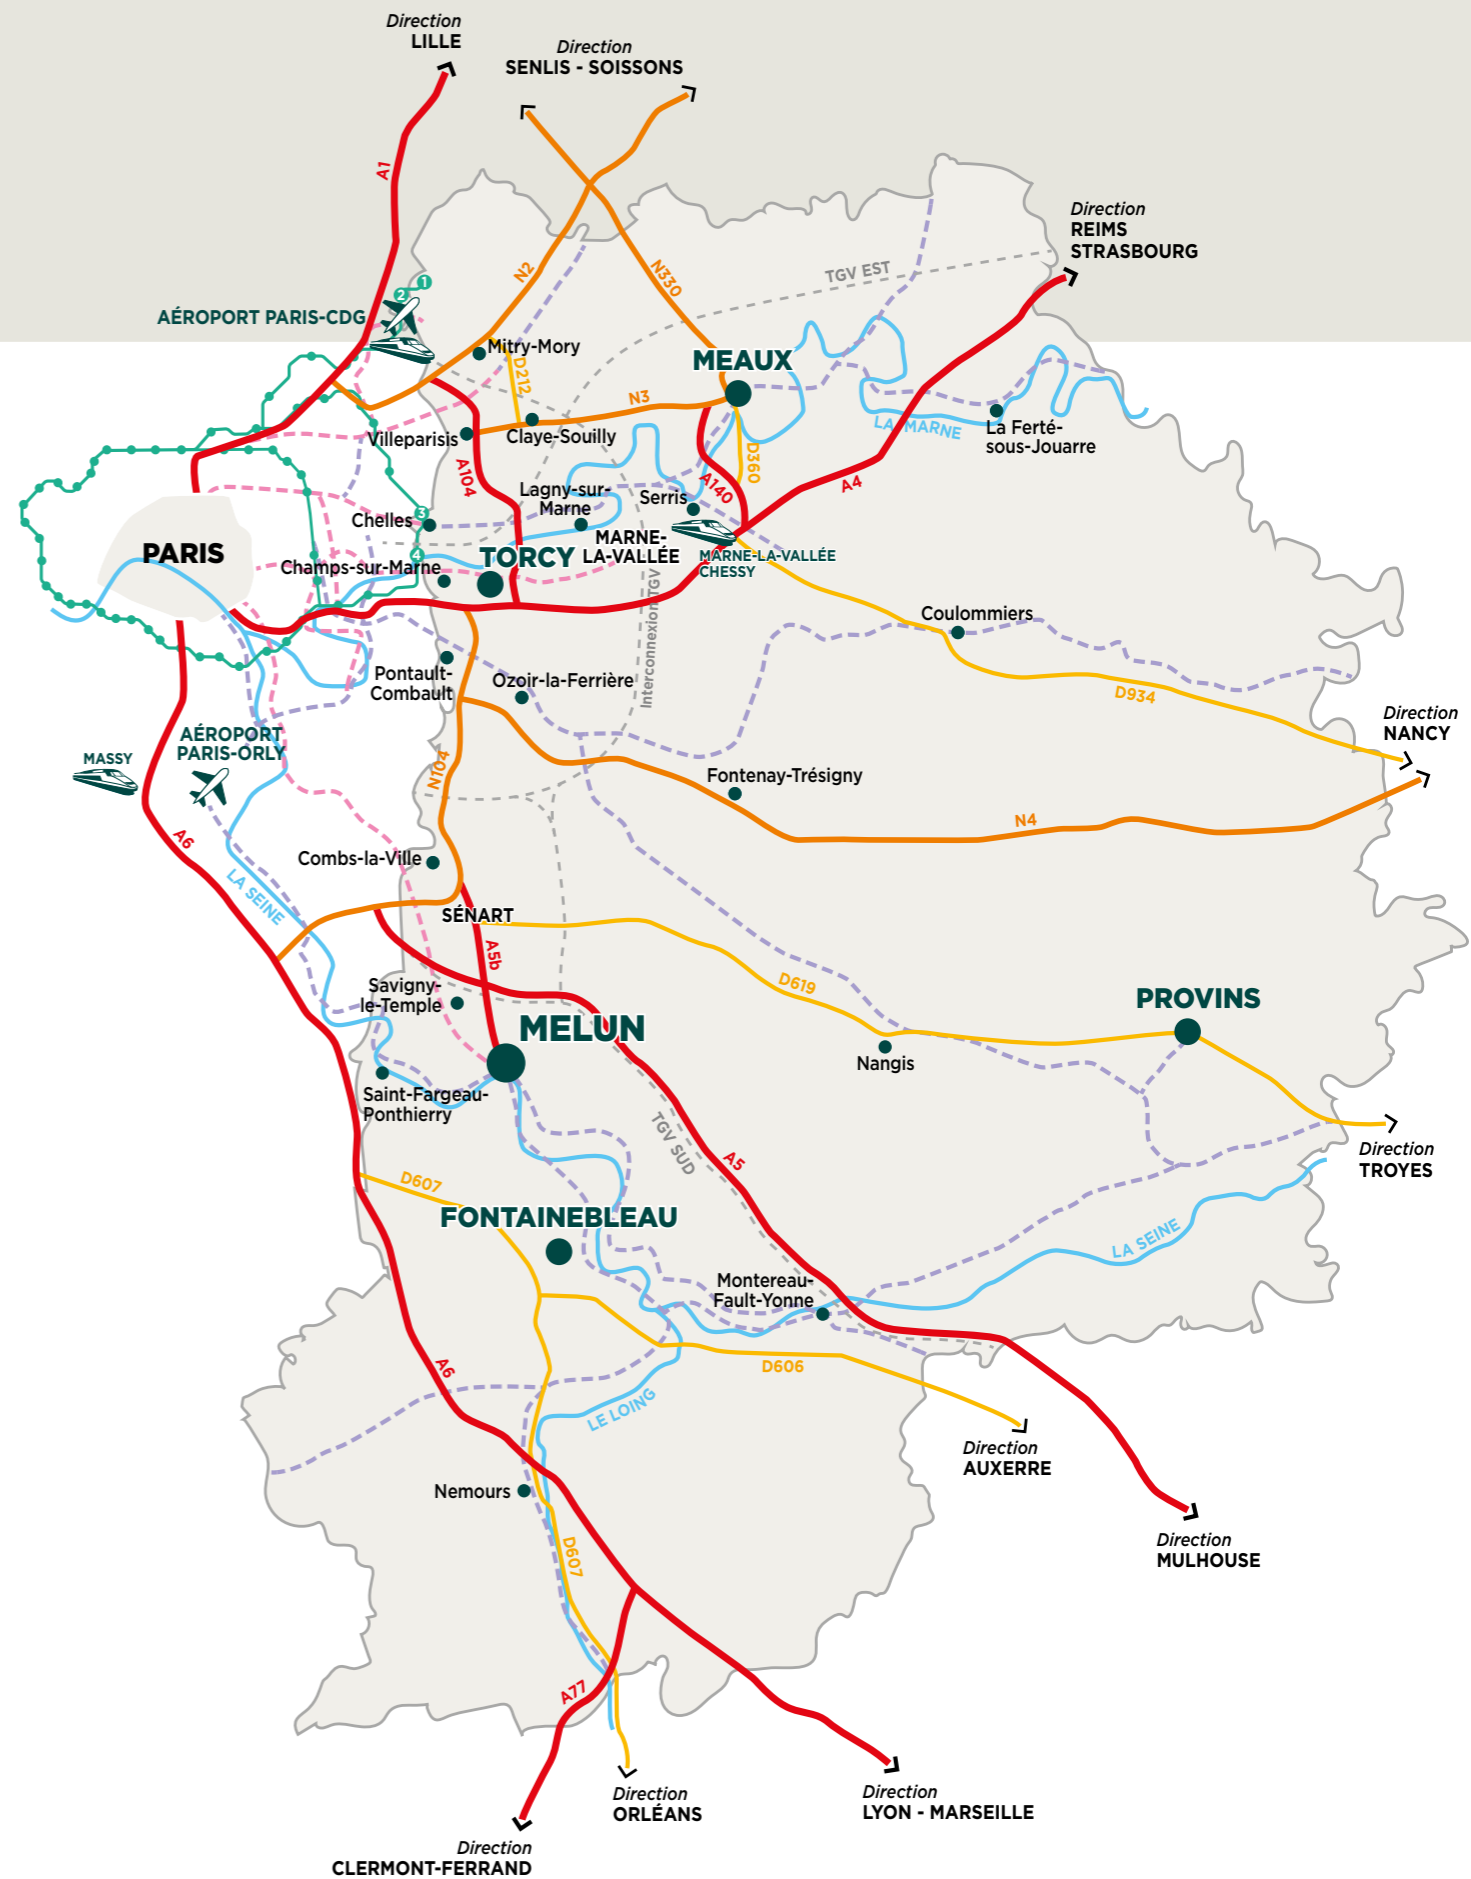 Direction
LILLE
Direction
SENLIS - SOISSONS
A1
Direction
REIMS
STRASBOURG
N2
N330
TGV EST
1
2
AÉROPORT PARIS-CDG
Mitry-Mory
D212
MEAUX
N3
Villeparisis
Claye-Souilly
LA MARNE
La Ferté-
sous-Jouarre
A104
D360
A140
A4
Lagny-sur-
Marne
Serris
Chelles
3
PARIS
4
TORCY
MARNE-
LA-VALLÉE
MARNE-LA-VALLÉE
CHESSY
Champs-sur-Marne
Interconnexion TGV
Coulommiers
Pontault-
Combault
Ozoir-la-Ferrière
D934
Direction
NANCY
AÉROPORT
PARIS-ORLY
MASSY
N104
Fontenay-Trésigny
N4
A6
Combs-la-Ville
LA SEINE
SÉNART
A5b
D619
Savigny-
le-Temple
PROVINS
MELUN
Nangis
Saint-Fargeau-
Ponthierry
TGV SUD
A5
Direction
TROYES
D607
FONTAINEBLEAU
LA SEINE
Montereau-
Fault-Yonne
A6
D606
LE LOING
Direction
AUXERRE
Nemours
D607
Direction
MULHOUSE
A77
Direction
ORLÉANS
Direction
LYON - MARSEILLE
Direction
CLERMONT-FERRAND